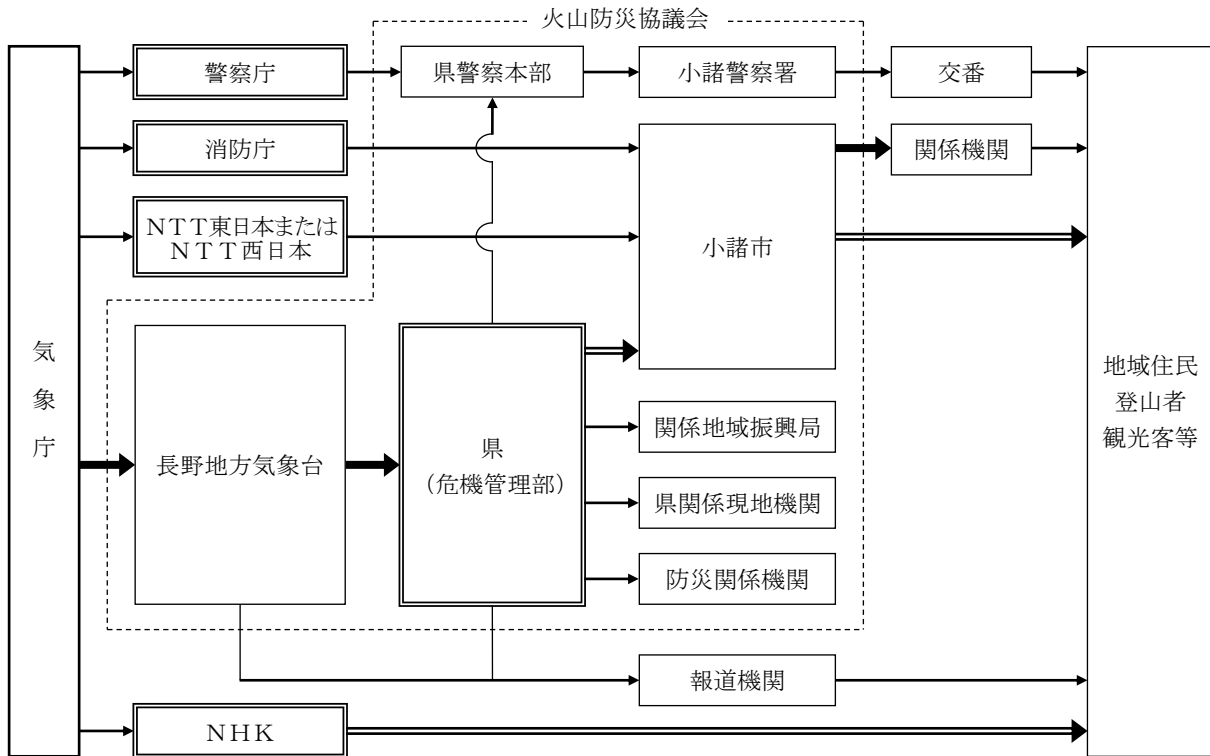 火山防災協議会
気
象
庁
警察庁
県警察本部
小諸警察署
交番
消防庁
関係機関
NTT東日本または
NTT西日本
小諸市
長野地方気象台
県
（危機管理部）
関係地域振興局
県関係現地機関
防災関係機関
報道機関
NHK
地域住民
登山者
観光客等